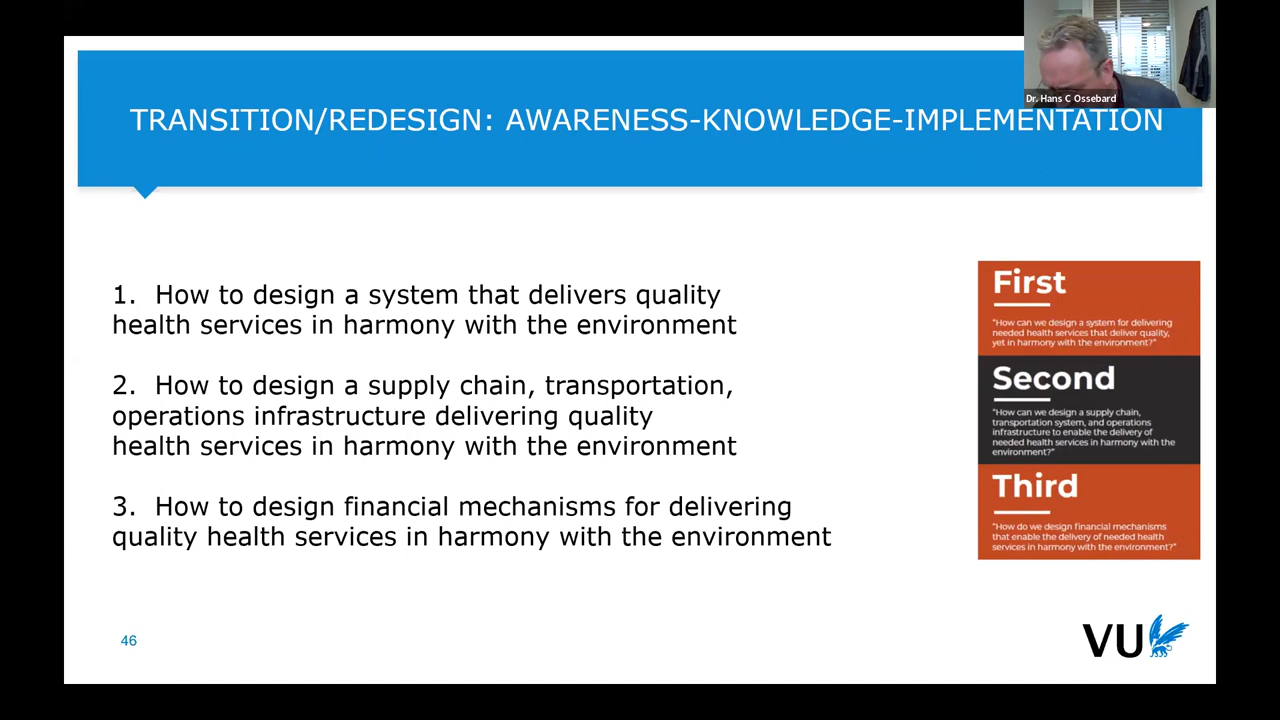 Dr. Hans C Ossebard
TRANSITION/REDESIGN: AWARENESS-KNOWLEDGE-IMPLEMENTATION
1. How to design a system that delivers quality
health services in harmony with the environment
2. How to design a supply chain, transportation,
operations infrastructure delivering quality
health services in harmony with the environment
3. How to design financial mechanisms for delivering
quality health services in harmony with the environment
First
"How can we design a system for delivering
needed health services that deliver quality,
yet in harmony with the environment?"
Second
"How can we design a supply chain,
transportation system, and operations
infrastructure to enable the delivery of
needed health services in harmony with the
environment?"
Third
"How do we design financial mechanisms
that enable the delivery of needed health
services in harmony with the environment?"
46
VU